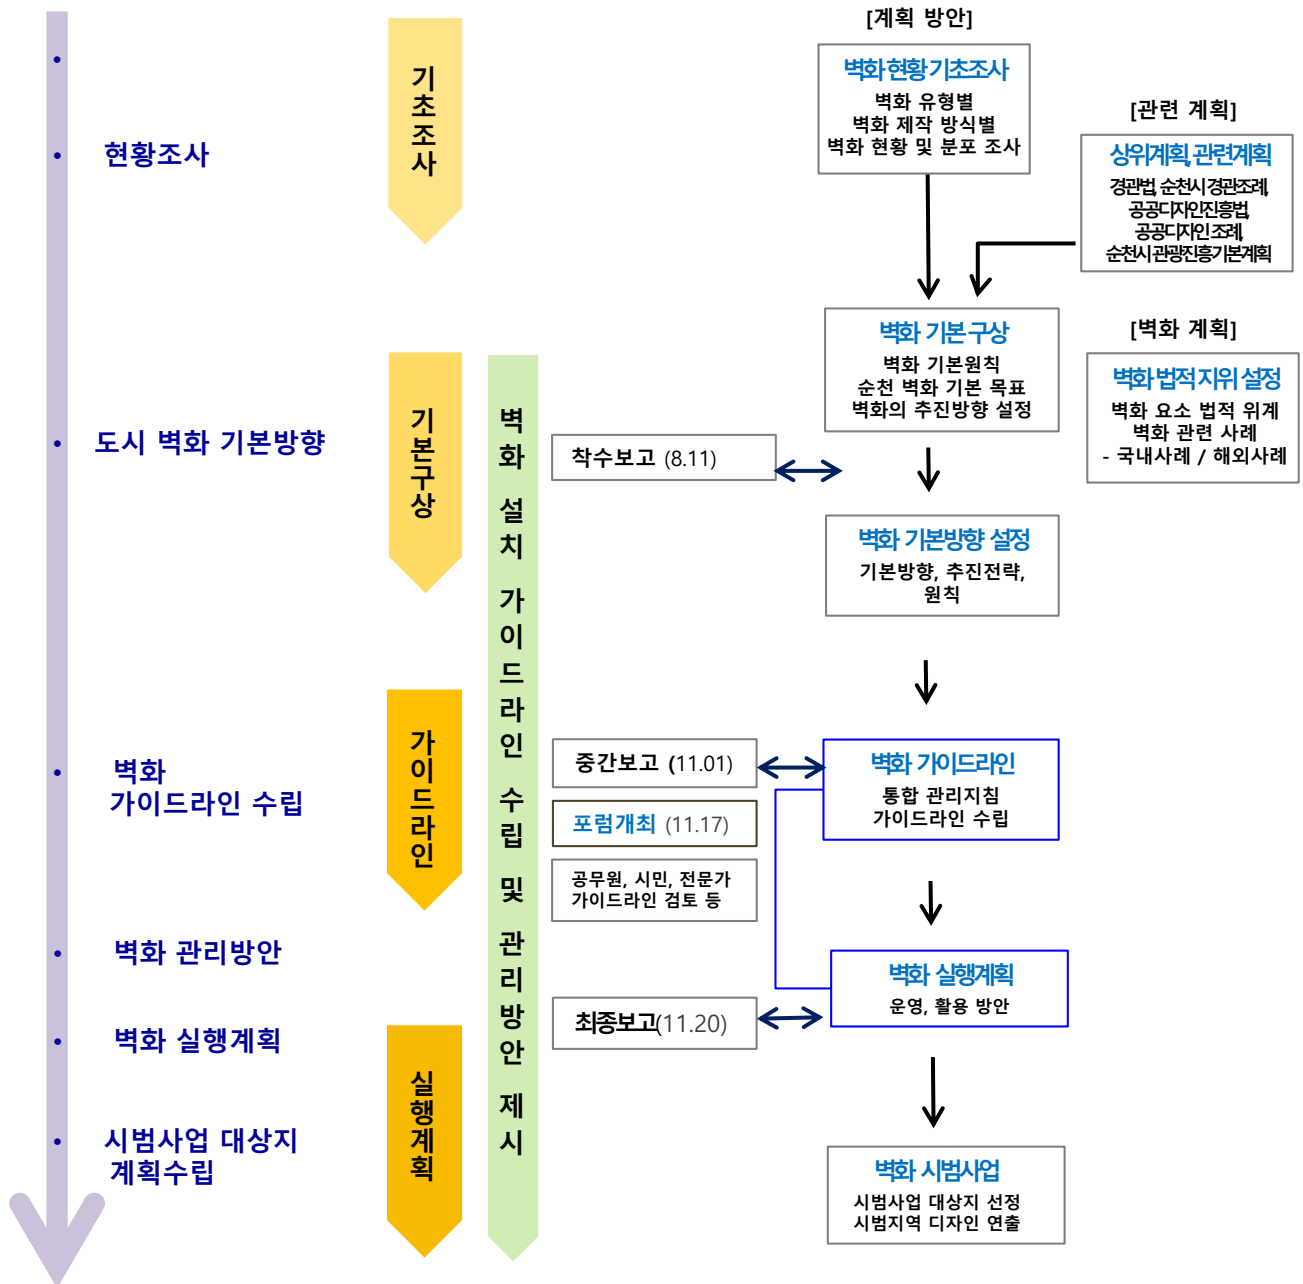 현황조사
도시 벽화 기본방향
벽화
가이드라인 수립
벽화 관리방안
벽화 실행계획
시범사업 대상지
계획수립
기초조사
기본구상
가이드라인
실행계획
벽화 설치 가이드라인 수립 및 관리방안 제시
[계획 방안]
벽화 현황 기초조사
벽화 유형별
벽화 제작 방식별
벽화 현황 및 분포 조사
[관련 계획]
상위계획, 관련계획
경관법, 순천시 경관조례,
공공디자인진흥법,
공공디자인 조례,
순천시 관광진흥기본계획
벽화 기본 구상
벽화 기본원칙
순천 벽화 기본 목표
벽화의 추진방향 설정
[벽화 계획]
벽화 법적 지위 설정
벽화 요소 법적 위계
벽화 관련 사례
- 국내사례 / 해외사례
착수보고 (8.11)
벽화 기본방향 설정
기본방향, 추진전략,
원칙
중간보고 (11.01)
포럼개최 (11.17)
공무원, 시민, 전문가
가이드라인 검토 등
벽화 가이드라인
통합 관리지침
가이드라인 수립
최종보고(11.20)
벽화 실행계획
운영, 활용 방안
벽화 시범사업
시범사업 대상지 선정
시범지역 디자인 연출